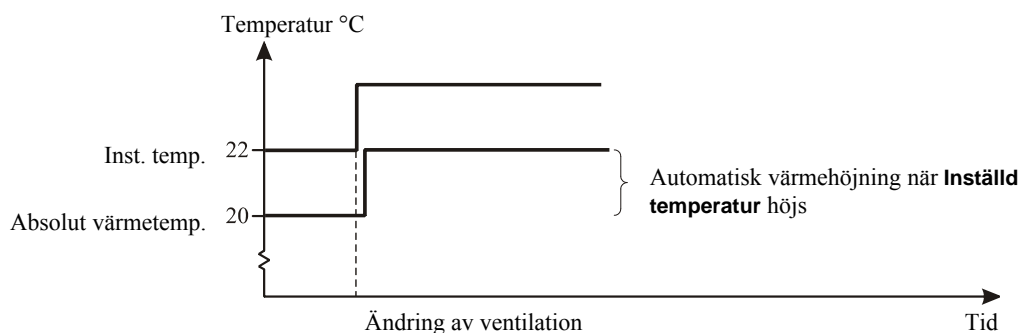 Temperatur °C
Inst. temp.
22
Absolut värmetemp.
20
Automatisk värmehöjning när Inställd
temperatur höjs
Ändring av ventilation
Tid